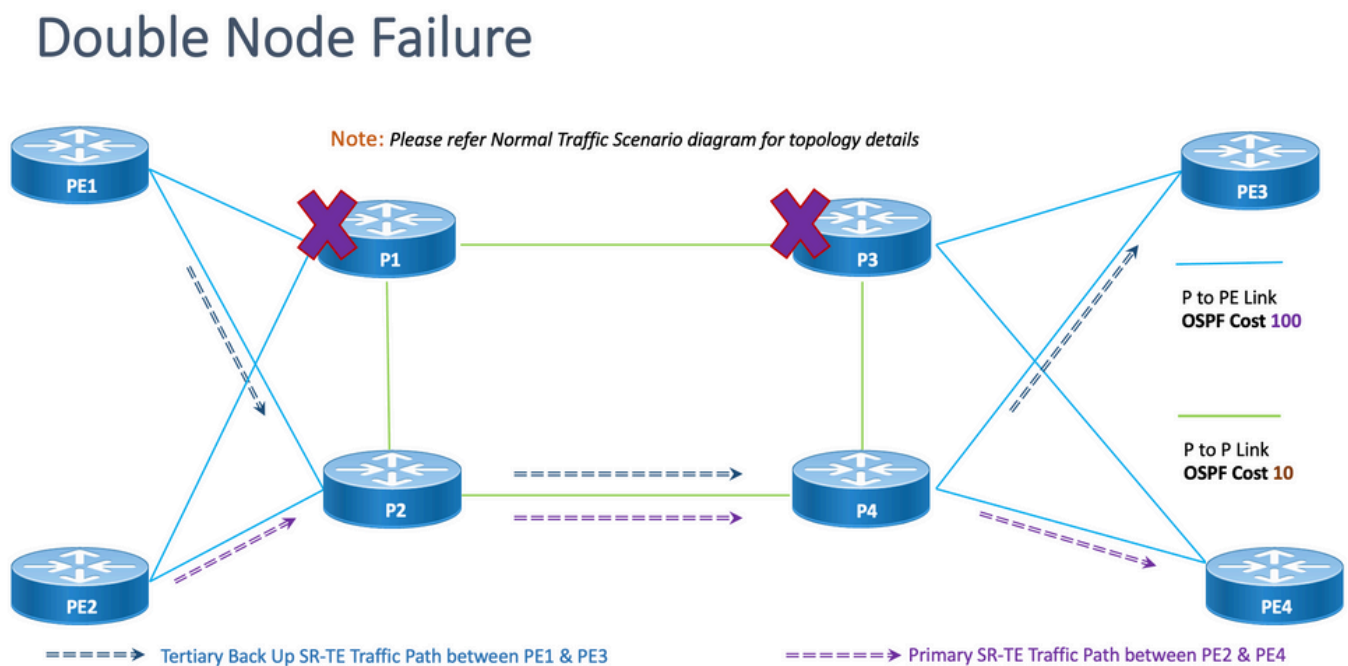 Double Node Failure
Note: Please refer Normal Traffic Scenario diagram for topology details
PE1
P1
P3
PE3
P to PE Link
OSPF Cost 100
P to P Link
OSPF Cost 10
P2
P4
PE2
PE4
Tertiary Back Up SR-TE Traffic Path between PE1 & PE3
Primary SR-TE Traffic Path between PE2 & PE4